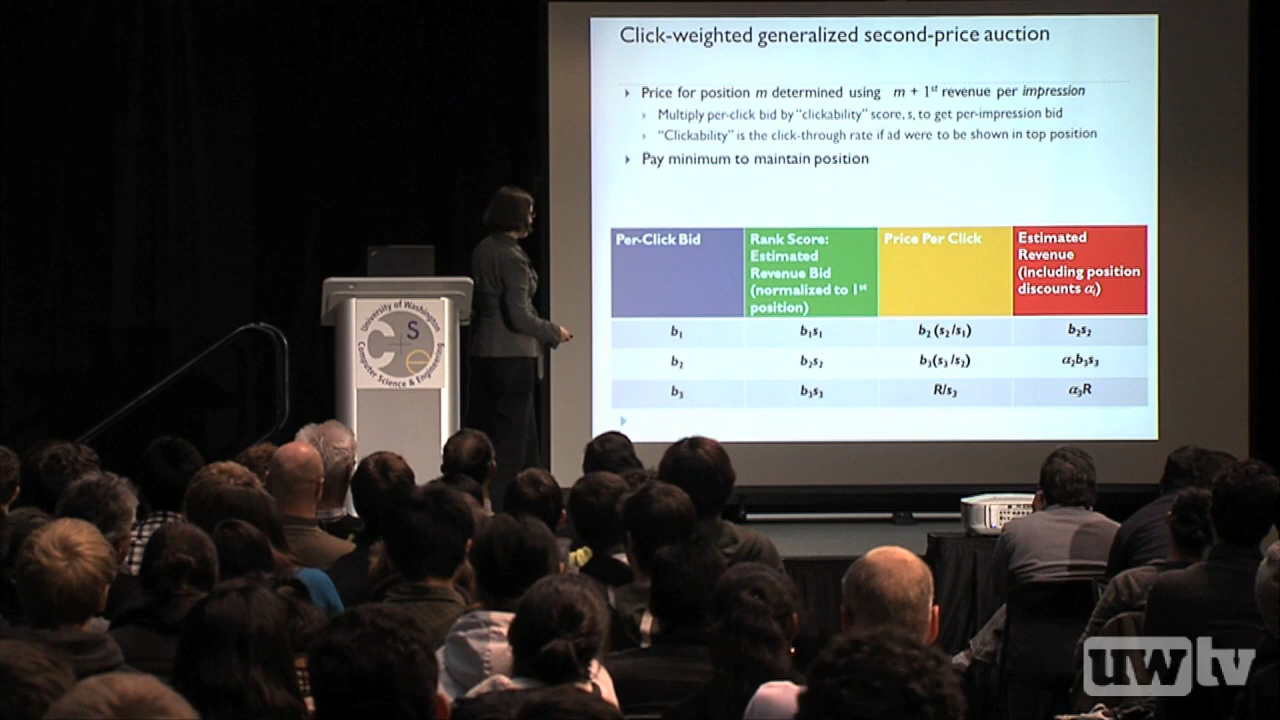 Click-weighted generalized second-price auction
Price for position m determined using m + 1st revenue per impression
Multiply per-click bid by “clickability” score, s, to get per-impression bid
“Clickability” is the click-through rate if ad were to be shown in top position
Pay minimum to maintain position
Per-Click Bid
Rank Score:
Estimated
Revenue Bid
(normalized to 1st
position)
Price Per Click
Estimated
Revenue
(including position
discounts αi)
b1 b1s1 b2 (s2/s1) b2s2
b2 b2s2 b3(s3 /s2) α2b3s3
b3 b3s3 R/s3 α3R
University of Washington
C S
e
Computer Science & Engineering
uwtv